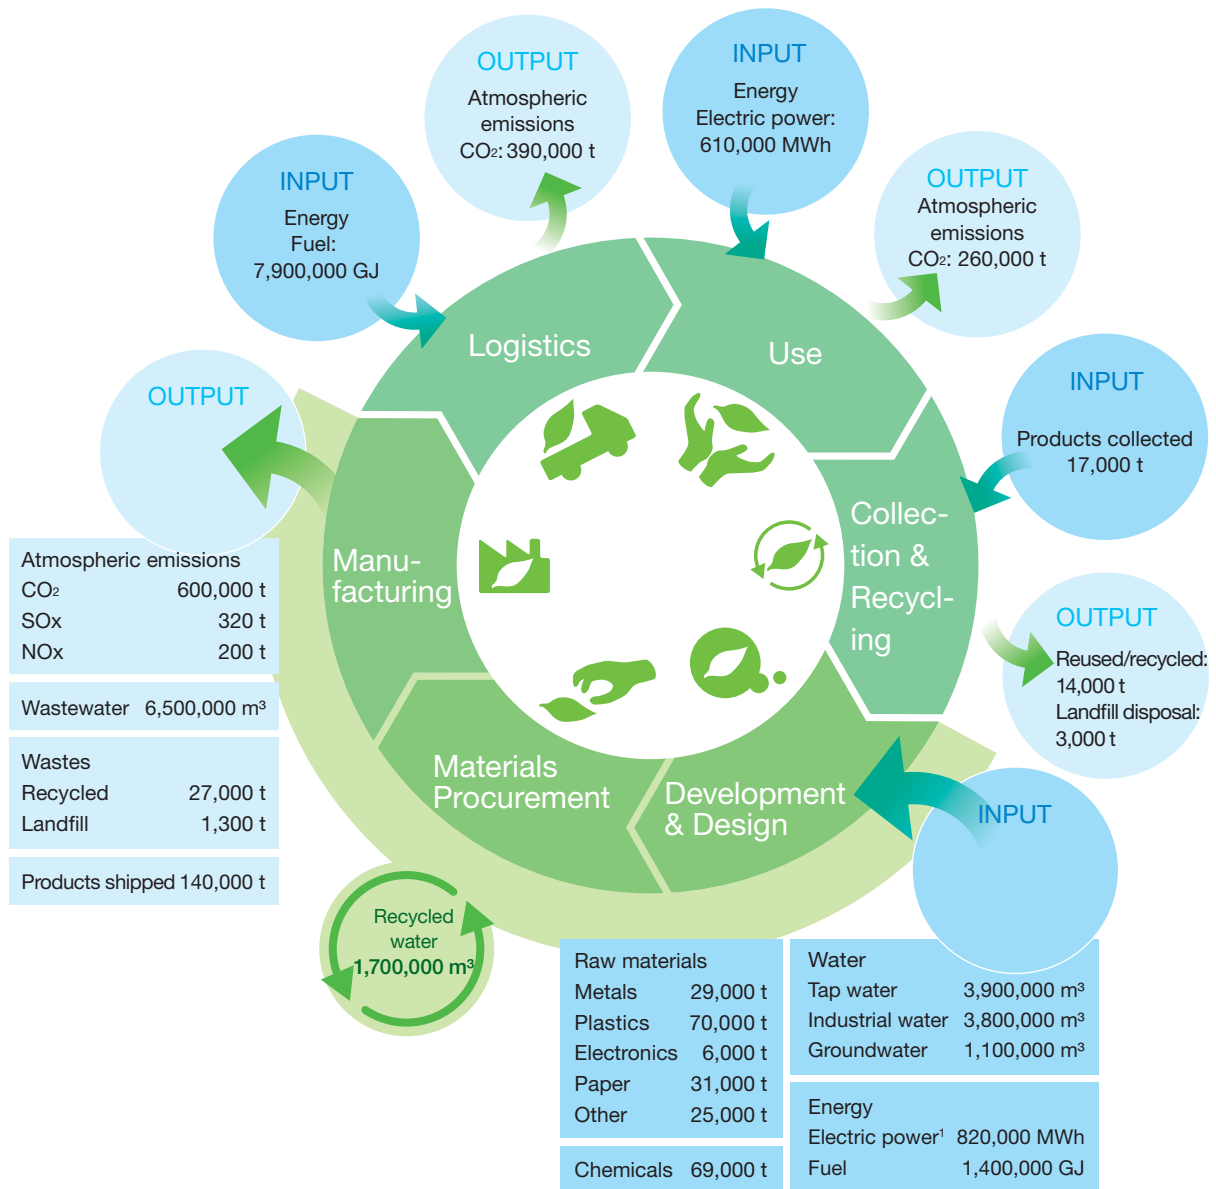 OUTPUT
Atmospheric
emissions
CO₂: 390,000 t
INPUT
Energy
Electric power:
610,000 MWh
INPUT
Energy
Fuel:
7,900,000 GJ
OUTPUT
Atmospheric
emissions
CO₂: 260,000 t
Logistics
Use
INPUT
Products collected
17,000 t
OUTPUT
Atmospheric emissions
CO₂ 600,000 t
SOx 320 t
NOx 200 t
Wastewater 6,500,000 m³
Wastes
Recycled 27,000 t
Landfill 1,300 t
Products shipped 140,000 t
Manu-
facturing
Collec-
tion &
Recycl-
ing
OUTPUT
Reused/recycled:
14,000 t
Landfill disposal:
3,000 t
Materials
Procurement
Development
& Design
INPUT
Recycled
water
1,700,000 m³
Raw materials
Metals 29,000 t
Plastics 70,000 t
Electronics 6,000 t
Paper 31,000 t
Other 25,000 t
Chemicals 69,000 t
Water
Tap water 3,900,000 m³
Industrial water 3,800,000 m³
Groundwater 1,100,000 m³
Energy
Electric power¹ 820,000 MWh
Fuel 1,400,000 GJ